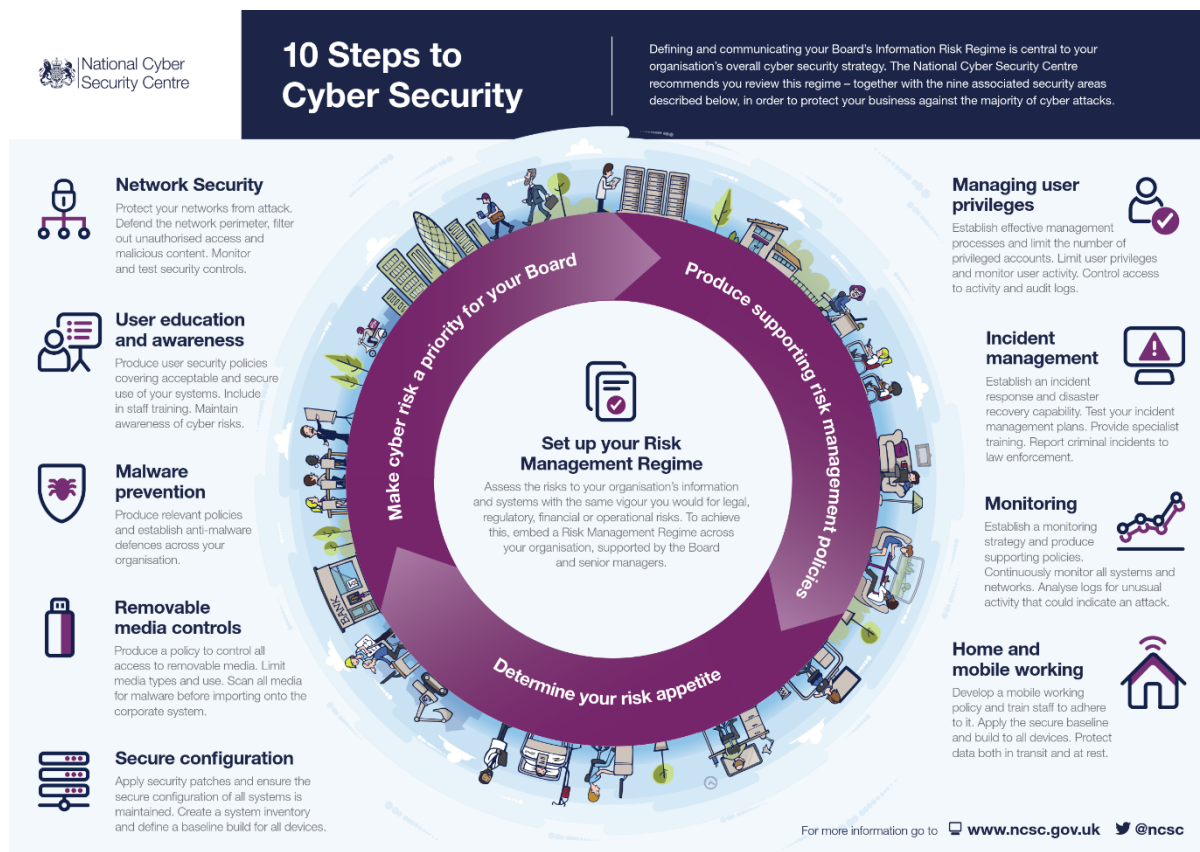 National Cyber
Security Centre
10 Steps to
Cyber Security
Defining and communicating your Board's Information Risk Regime is central to your
organisation's overall cyber security strategy. The National Cyber Security Centre
recommends you review this regime – together with the nine associated security areas
described below, in order to protect your business against the majority of cyber attacks.
Network Security
Protect your networks from attack.
Defend the network perimeter, filter
out unauthorised access and
malicious content. Monitor
and test security controls.
User education
and awareness
Produce user security policies
covering acceptable and secure
use of your systems. Include
in staff training. Maintain
awareness of cyber risks.
Malware
prevention
Produce relevant policies
and establish anti-malware
defences across your
organisation.
Removable
media controls
Produce a policy to control all
access to removable media. Limit
media types and use. Scan all media
for malware before importing onto the
corporate system.
Secure configuration
Apply security patches and ensure the
secure configuration of all systems is
maintained. Create a system inventory
and define a baseline build for all devices.
Make cyber risk a priority for your Board
Produce supporting risk management policies
Determine your risk appetite
BANK
Set up your Risk
Management Regime
Assess the risks to your organisation's information
and systems with the same vigour you would for legal,
regulatory, financial or operational risks. To achieve
this, embed a Risk Management Regime across
your organisation, supported by the Board
and senior managers.
Managing user
privileges
Establish effective management
processes and limit the number of
privileged accounts. Limit user privileges
and monitor user activity. Control access
to activity and audit logs.
Incident
management
Establish an incident
response and disaster
recovery capability. Test your incident
management plans. Provide specialist
training. Report criminal incidents to
law enforcement.
Monitoring
Establish a monitoring
strategy and produce
supporting policies.
Continuously monitor all systems and
networks. Analyse logs for unusual
activity that could indicate an attack.
Home and
mobile working
Develop a mobile working
policy and train staff to adhere
to it. Apply the secure baseline
and build to all devices. Protect
data both in transit and at rest.
For more information go to www.ncsc.gov.uk @ncsc